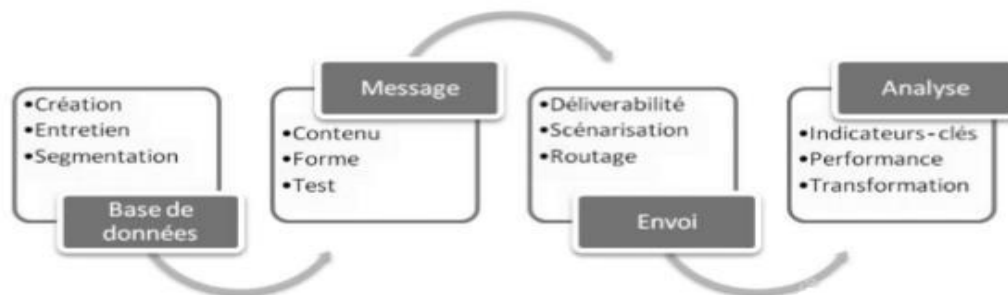 •Création
•Entretien
•Segmentation
Base de
données
Message
•Contenu
•Forme
•Test
•Déliverabilité
•Scénarisation
•Routage
Envoi
Analyse
•Indicateurs-clés
•Performance
•Transformation